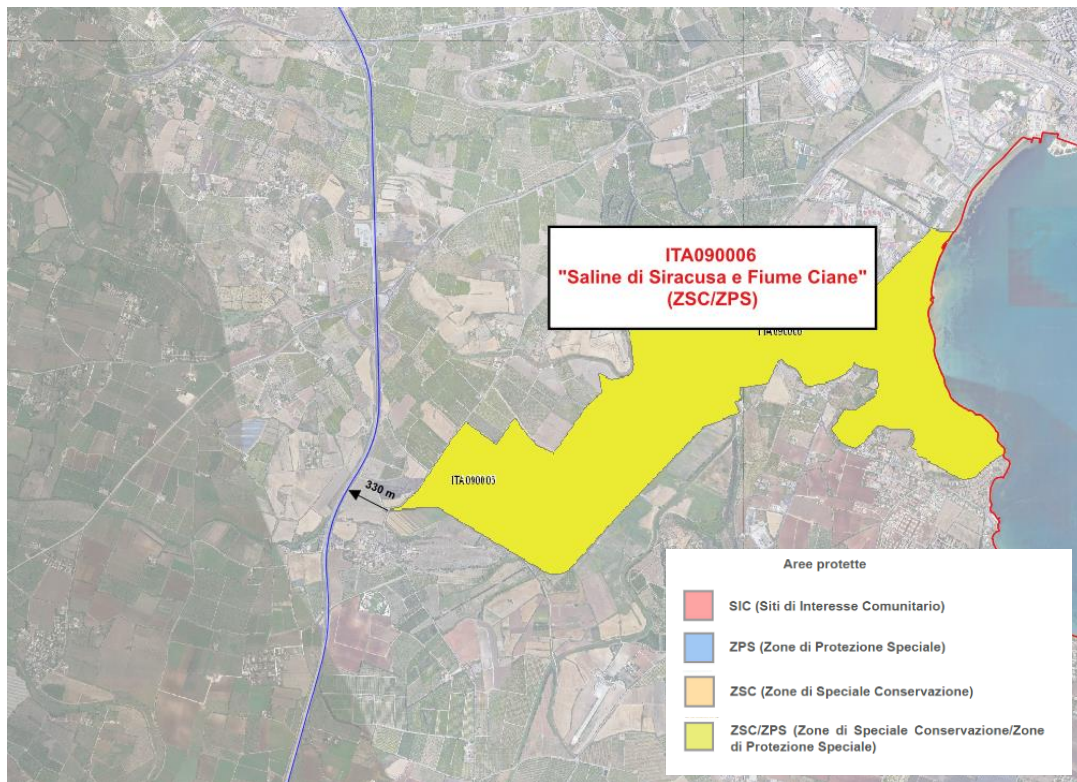 ITA090006
"Saline di Siracusa e Fiume Ciane"
(ZSC/ZPS)
ITA090006
330 m
ITA090006
Aree protette
SIC (Siti di Interesse Comunitario)
ZPS (Zone di Protezione Speciale)
ZSC (Zone di Speciale Conservazione)
ZSC/ZPS (Zone di Speciale Conservazione/Zone
di Protezione Speciale)